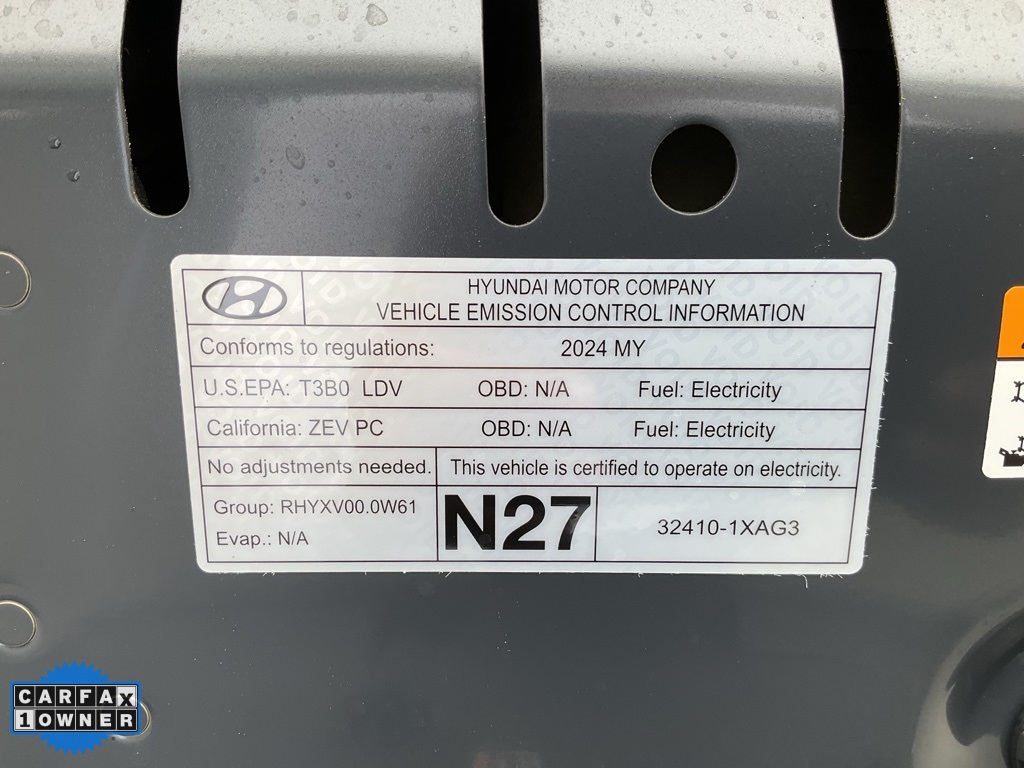 HYUNDAI MOTOR COMPANY
VEHICLE EMISSION CONTROL INFORMATION
Conforms to regulations: 2024 MY
U.S.EPA: T3B0 LDV OBD: N/A Fuel: Electricity
California: ZEV PC OBD: N/A Fuel: Electricity
No adjustments needed. This vehicle is certified to operate on electricity.
Group: RHYXV00.0W61
Evap.: N/A
N27
32410-1XAG3
CARFAX
1 OWNER